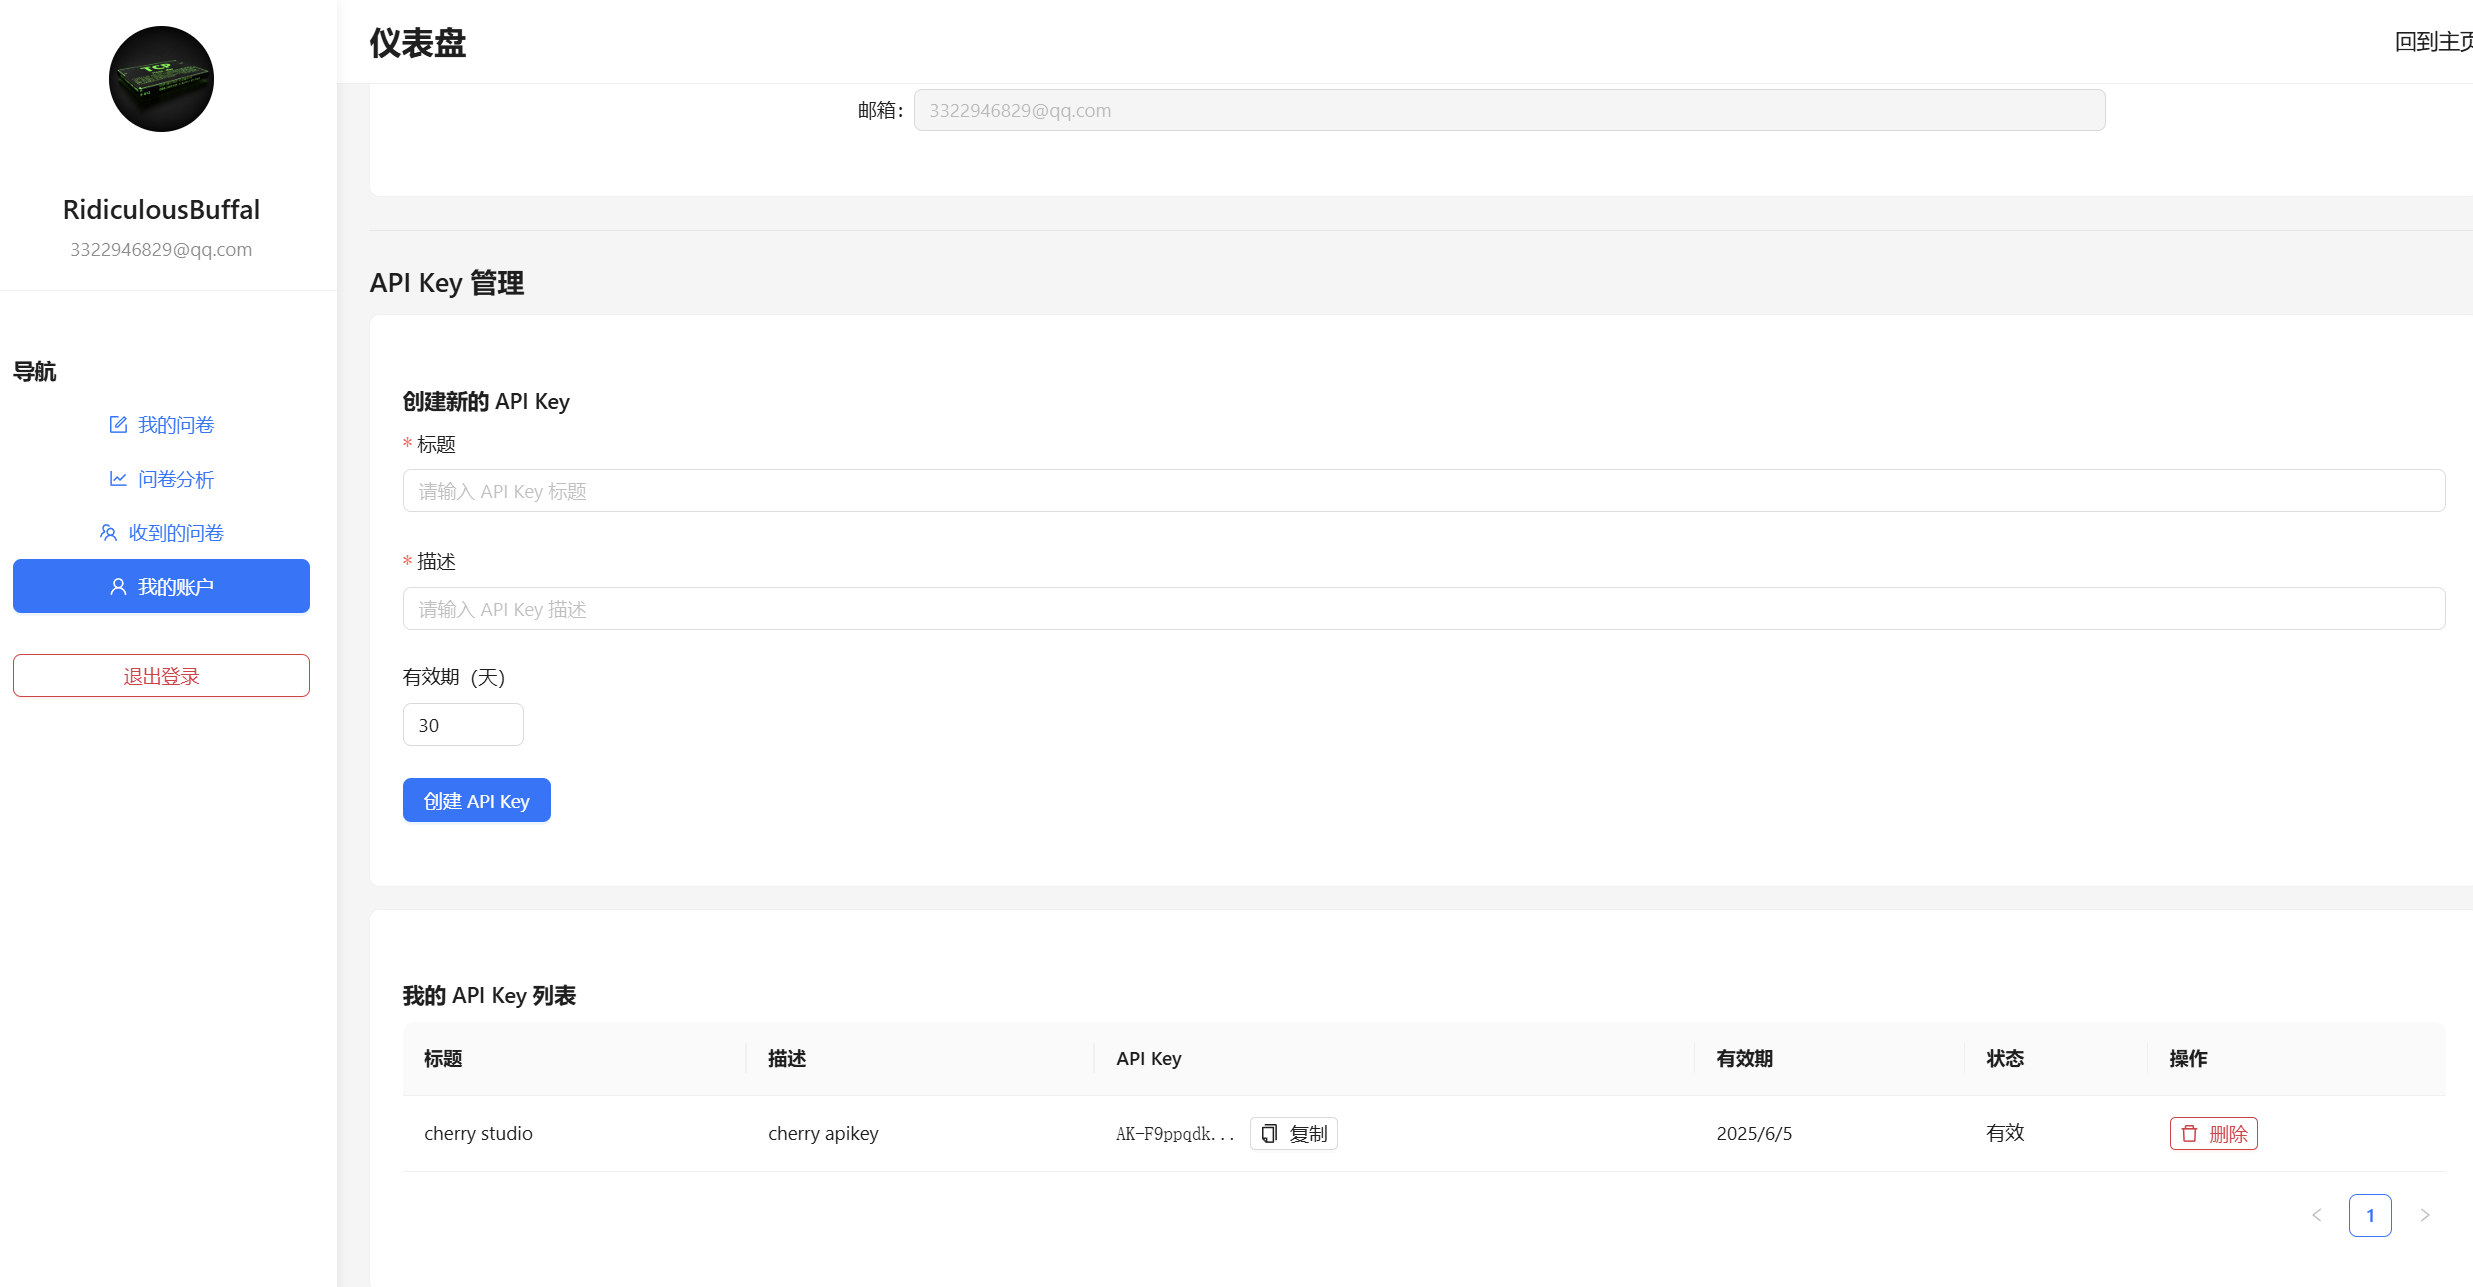 TCP
RidiculousBuffal
3322946829@qq.com
导航
我的问卷
问卷分析
收到的问卷
我的账户
退出登录
仪表盘
回到主页
邮箱：
3322946829@qq.com
API Key 管理
创建新的 API Key
* 标题
请输入 API Key 标题
* 描述
请输入 API Key 描述
有效期（天）
30
创建 API Key
我的 API Key 列表
标题 描述 API Key 有效期 状态 操作
cherry studio cherry apikey AK-F9ppqdk... 复制 2025/6/5 有效 删除
< 1 >